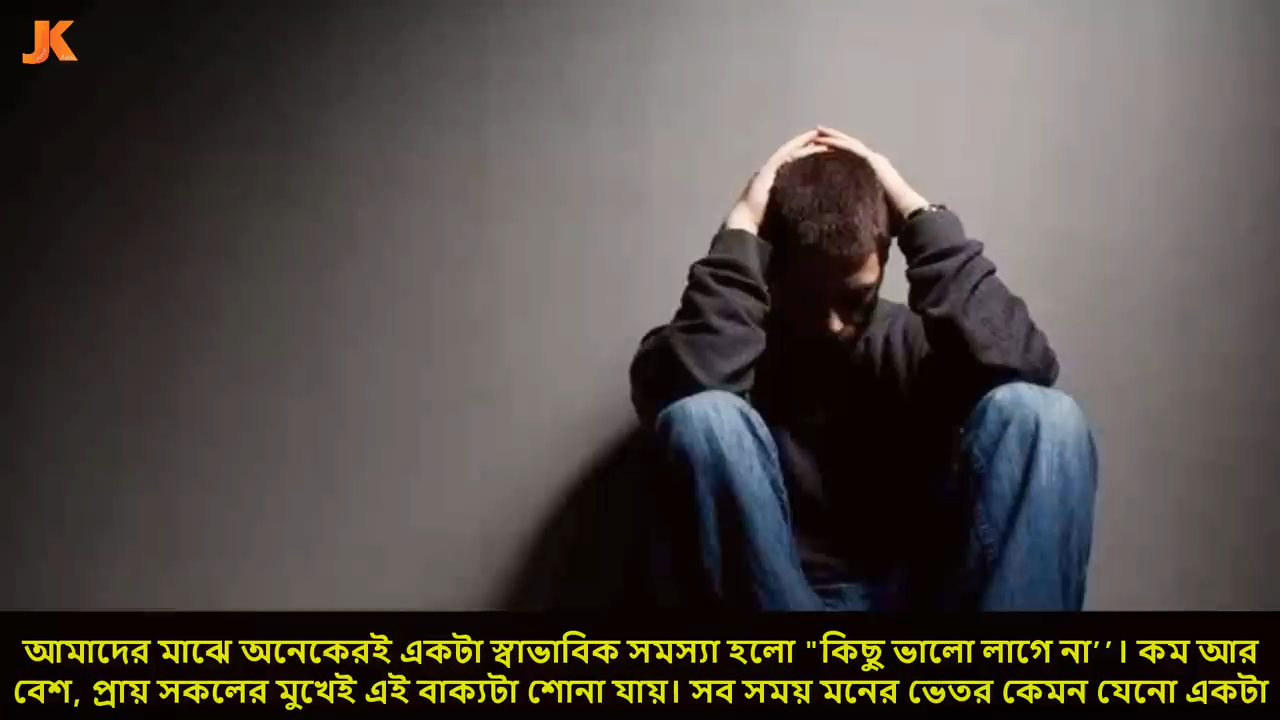 JK
আমাদের মাঝে অনেকেরই একটা স্বাভাবিক সমস্যা হলো "কিছু ভালো লাগে না’’। কম আর
বেশ, প্রায় সকলের মুখেই এই বাক্যটা শোনা যায়। সব সময় মনের ভেতর কেমন যেনো একটা